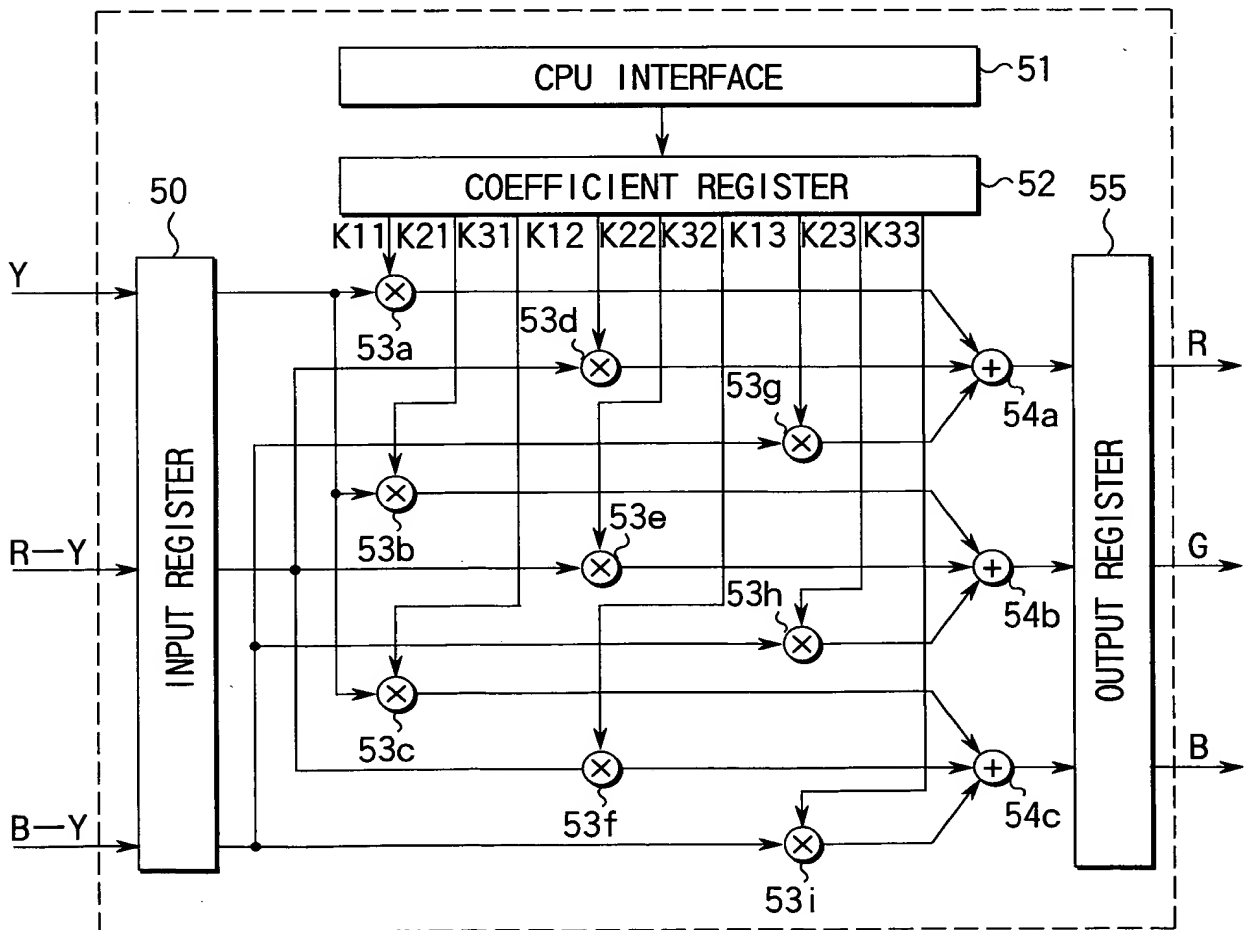 CPU INTERFACE
51
COEFFICIENT REGISTER
52
50
55
K11 K21 K31 K12 K22 K32 K13 K23 K33
Y
53a
53d
53g
54a
R
R—Y
INPUT REGISTER
53b
53e
53h
54b
OUTPUT REGISTER
G
53c
53f
54c
B
B—Y
53i